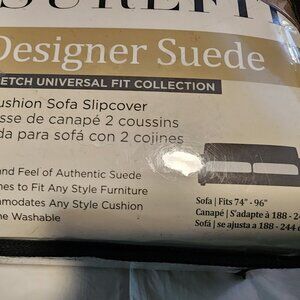 SUREFIT
Designer Suede
ETCH UNIVERSAL FIT COLLECTION
ushion Sofa Slipcover
sse de canapé 2 coussins
da para sofá con 2 cojines
and Feel of Authentic Suede
hes to Fit Any Style Furniture
mmodates Any Style Cushion
ne Washable
Sofa | Fits 74" - 96"
Canapé | S'adapte à 188 - 24
Sofá | se ajusta a 188 - 244 c